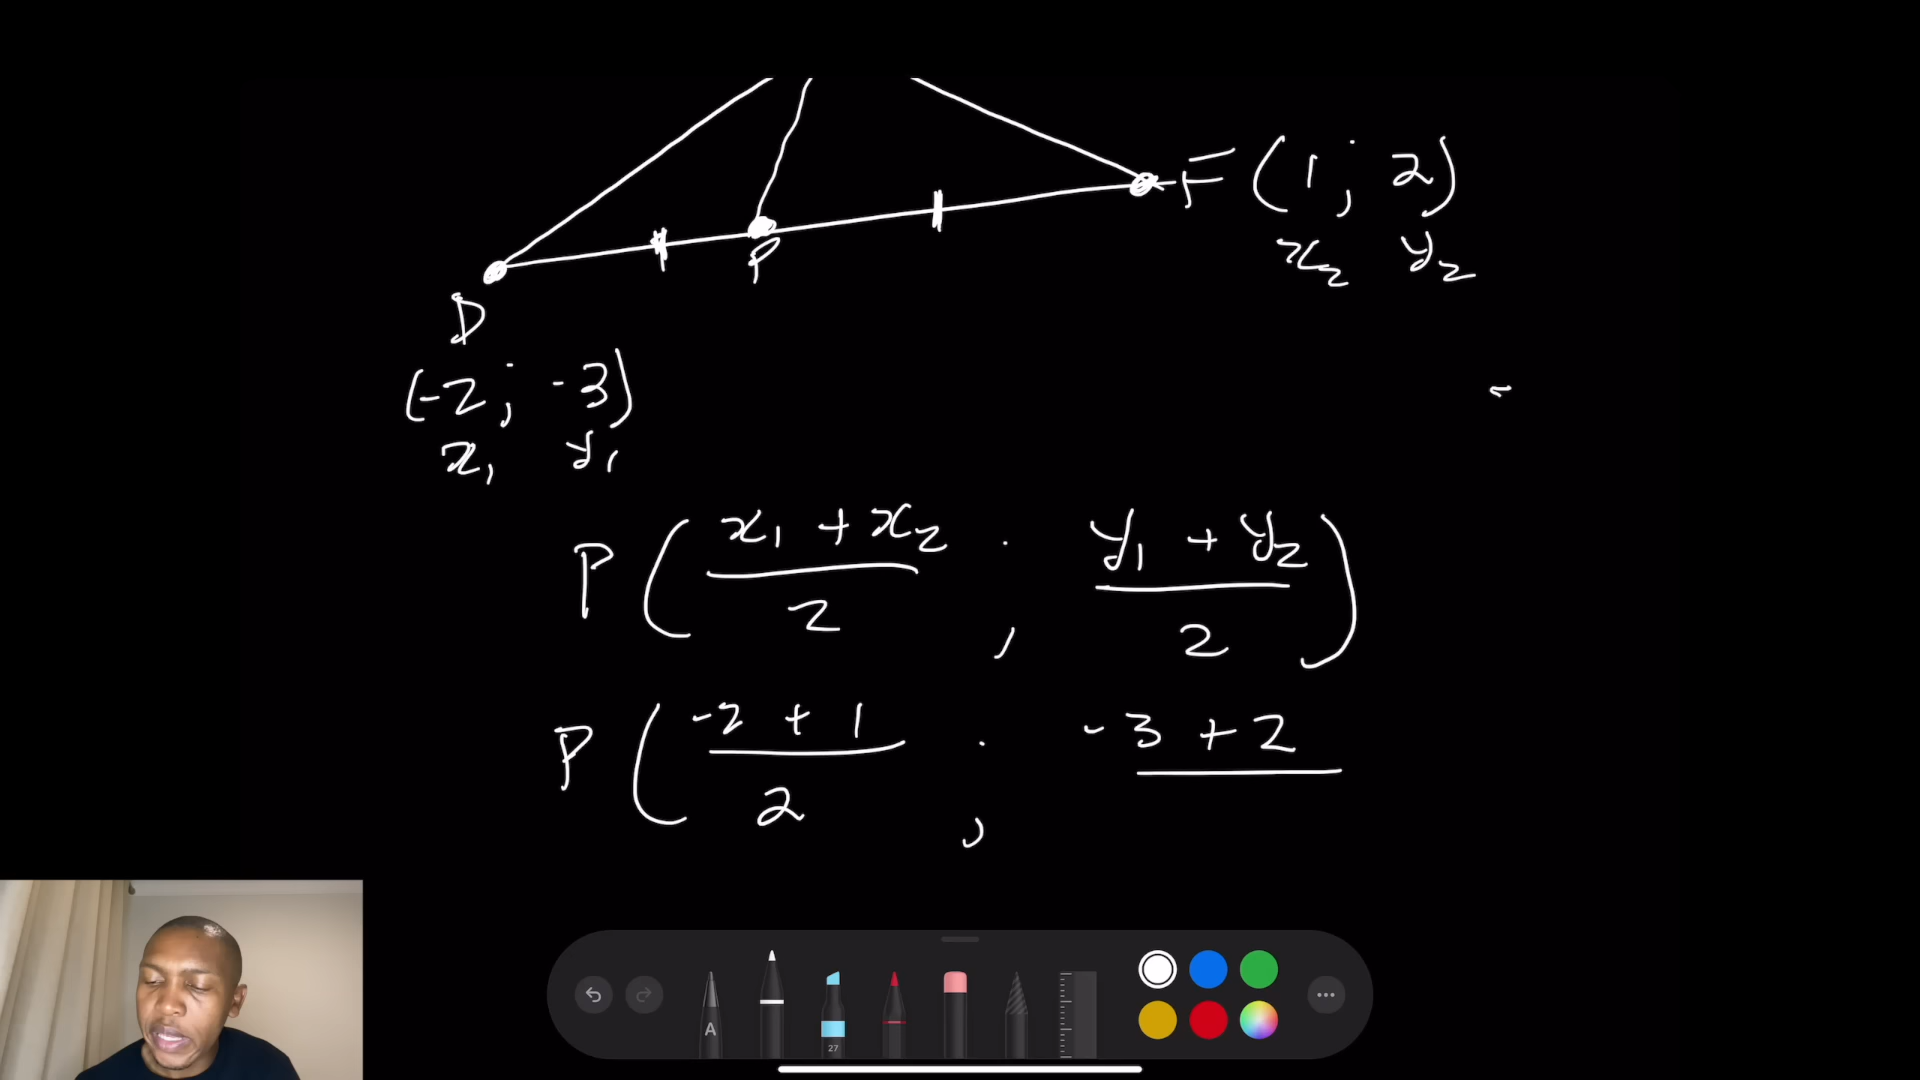 F (1 ; 2)
x₂ y₂
P
D
(-2 ; -3)
x₁ y₁
P ( x₁ + x₂ / 2 ; y₁ + y₂ / 2 )
P ( -2 + 1 / 2 ; -3 + 2
A
27